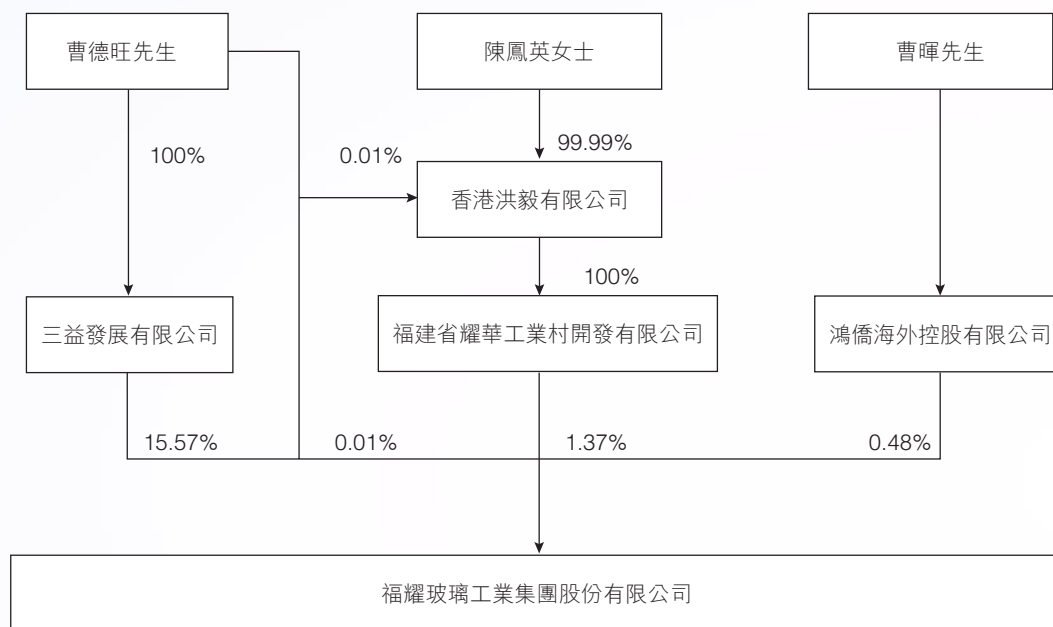 曹德旺先生
陳鳳英女士
曹暉先生
100%
0.01%
99.99%
香港洪毅有限公司
100%
三益發展有限公司
福建省耀華工業村開發有限公司
鴻僑海外控股有限公司
15.57%
0.01%
1.37%
0.48%
福耀玻璃工業集團股份有限公司